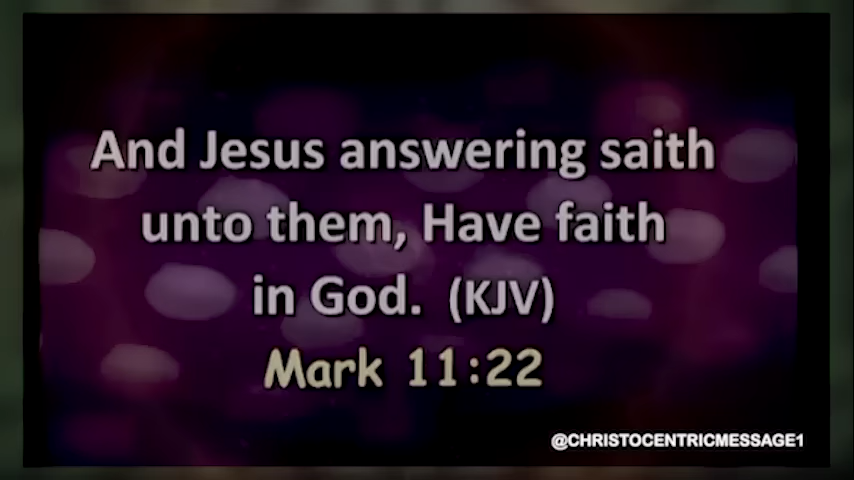 And Jesus answering saith
unto them, Have faith
in God. (KJV)
Mark 11:22
@CHRISTOCENTRICMESSAGE1